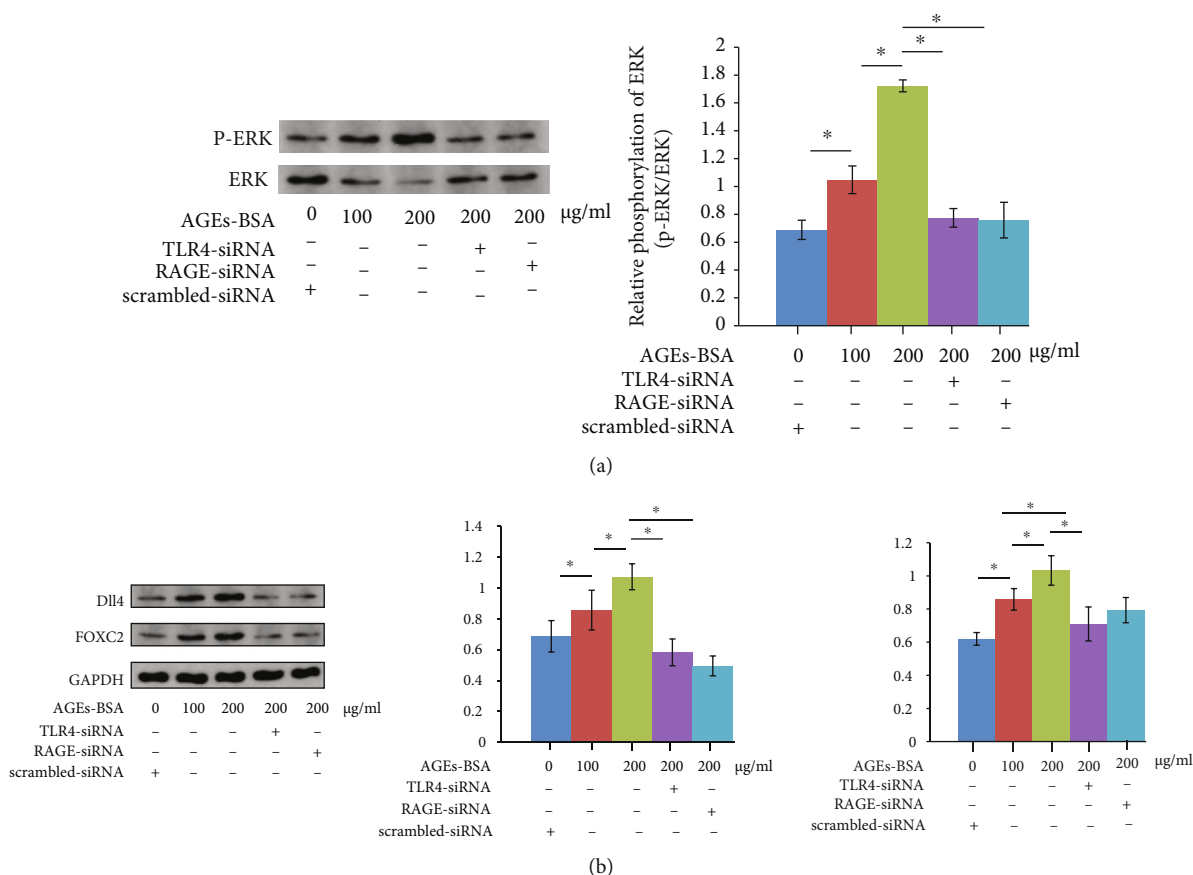 P-ERK
ERK
AGEs-BSA 0 100 200 200 200 μg/ml
TLR4-siRNA – – – + –
RAGE-siRNA – – – – +
scrambled-siRNA + – – – –
Relative phosphorylation of ERK
(p-ERK/ERK)
2
1.8
1.6
1.4
1.2
1
0.8
0.6
0.4
0.2
0
* * * *
AGEs-BSA 0 100 200 200 200 μg/ml
TLR4-siRNA – – – + –
RAGE-siRNA – – – – +
scrambled-siRNA + – – – –
(a)
Dll4
FOXC2
GAPDH
AGEs-BSA 0 100 200 200 200 μg/ml
TLR4-siRNA – – – + –
RAGE-siRNA – – – – +
scrambled-siRNA + – – – –
1.4
1.2
1
0.8
0.6
0.4
0.2
0
* * * *
AGEs-BSA 0 100 200 200 200 μg/ml
TLR4-siRNA – – – + –
RAGE-siRNA – – – – +
scrambled-siRNA + – – – –
1.2
1
0.8
0.6
0.4
0.2
0
* * * *
AGEs-BSA 0 100 200 200 200 μg/ml
TLR4-siRNA – – – + –
RAGE-siRNA – – – – +
scrambled-siRNA + – – – –
(b)